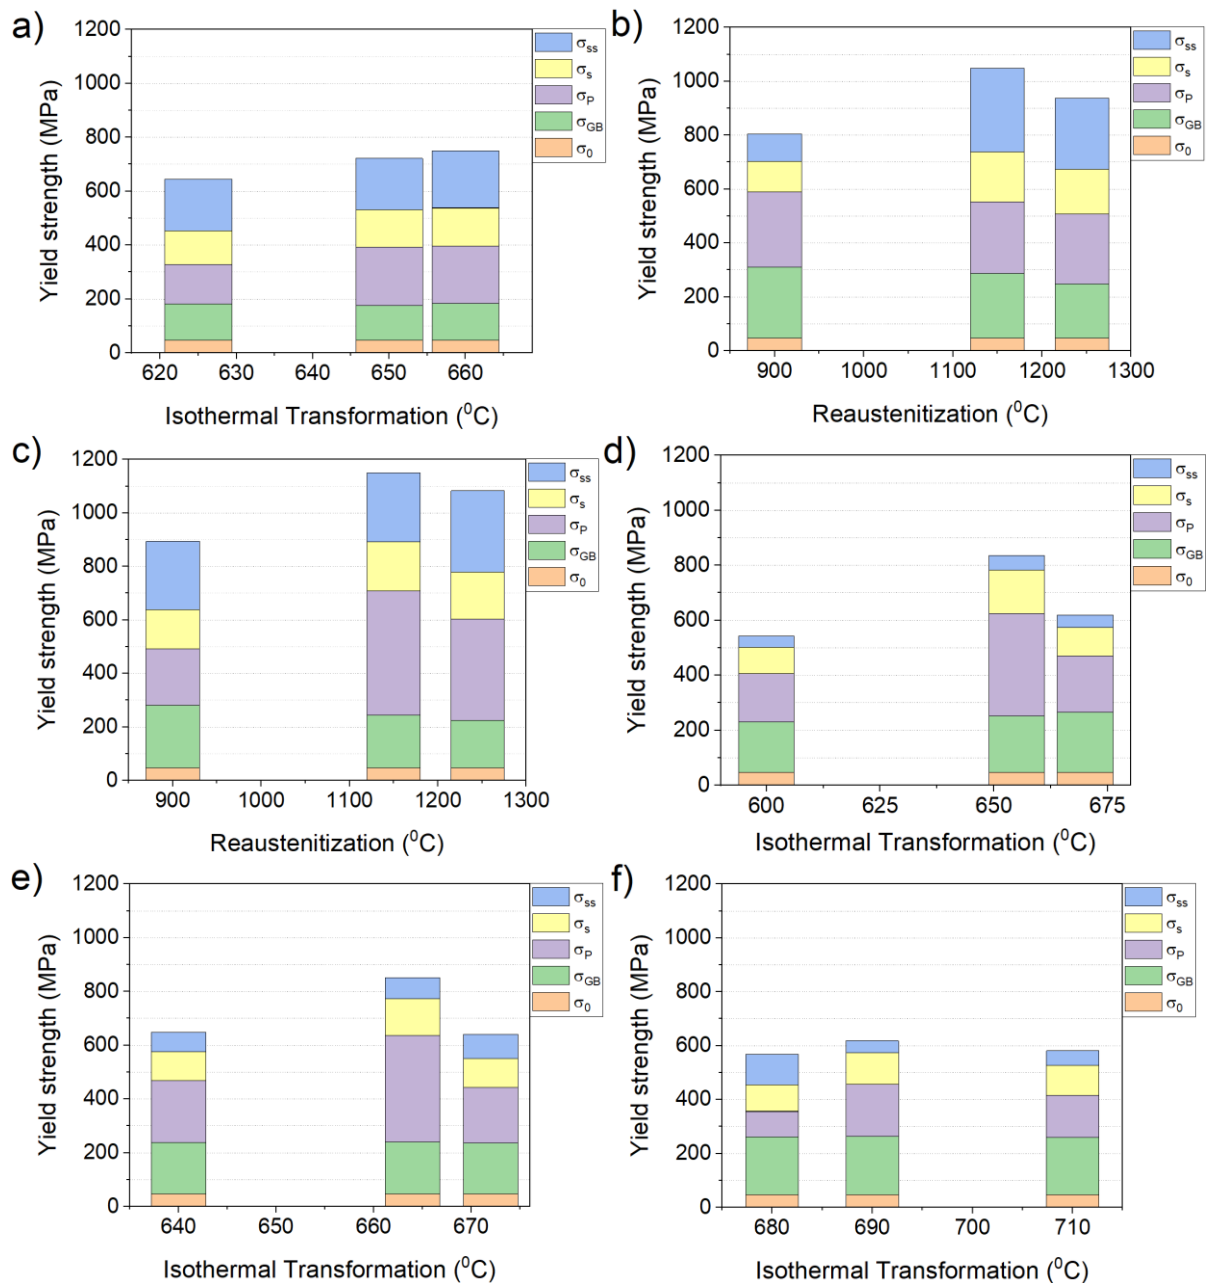 a)
1200
1000
800
600
400
200
0
Yield strength (MPa)
620 630 640 650 660
Isothermal Transformation (⁰C)
σss
σs
σP
σGB
σ0
b)
1200
1000
800
600
400
200
0
Yield strength (MPa)
900 1000 1100 1200 1300
Reaustenitization (⁰C)
σss
σs
σP
σGB
σ0
c)
1200
1000
800
600
400
200
0
Yield strength (MPa)
900 1000 1100 1200 1300
Reaustenitization (⁰C)
σss
σs
σP
σGB
σ0
d)
1200
1000
800
600
400
200
0
Yield strength (MPa)
600 625 650 675
Isothermal Transformation (⁰C)
σss
σs
σP
σGB
σ0
e)
1200
1000
800
600
400
200
0
Yield strength (MPa)
640 650 660 670
Isothermal Transformation (⁰C)
σss
σs
σP
σGB
σ0
f)
1200
1000
800
600
400
200
0
Yield strength (MPa)
680 690 700 710
Isothermal Transformation (⁰C)
σss
σs
σP
σGB
σ0